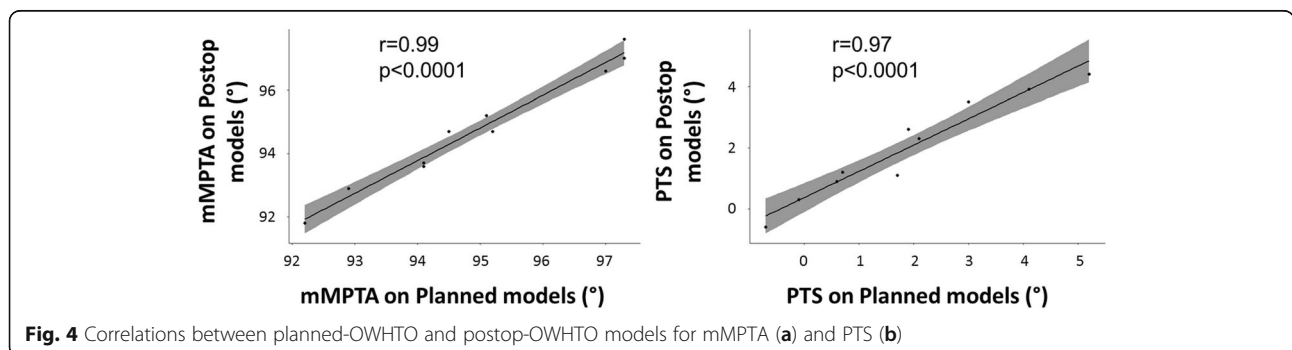 r=0.99
p<0.0001
mMPTA on Postop
models (°)
96
94
92
92 93 94 95 96 97
mMPTA on Planned models (°)
r=0.97
p<0.0001
PTS on Postop
models (°)
4
2
0
0 1 2 3 4 5
PTS on Planned models (°)
Fig. 4 Correlations between planned-OWHTO and postop-OWHTO models for mMPTA (a) and PTS (b)